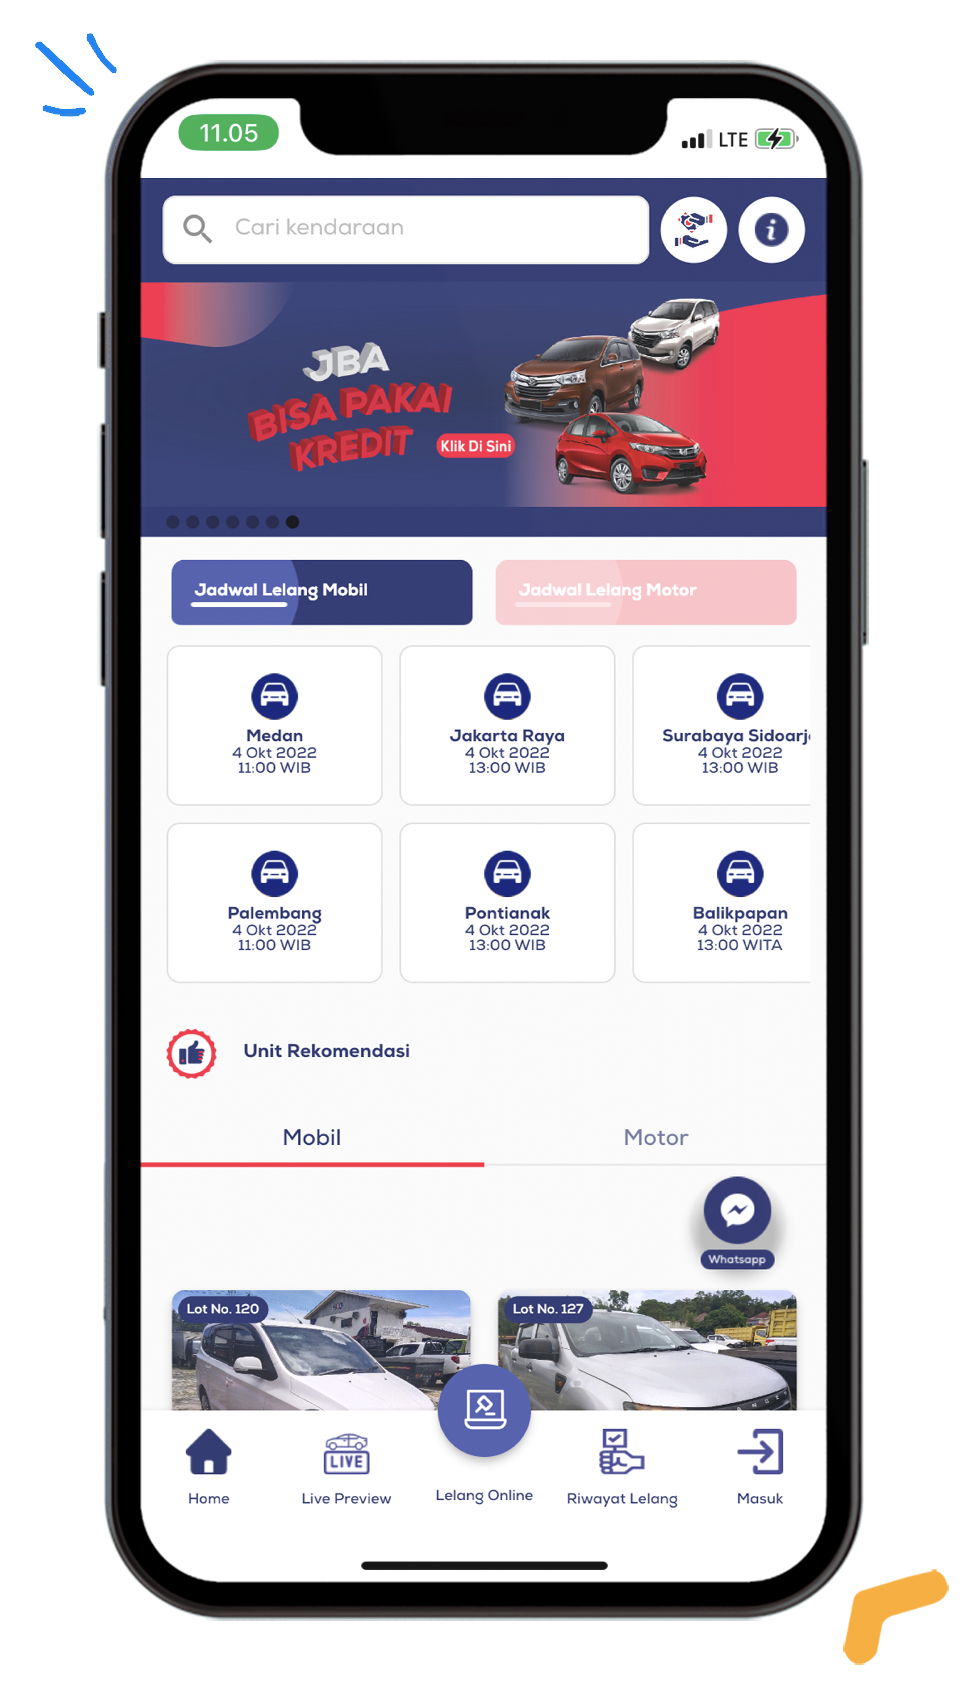 11.05
LTE
Cari kendaraan
JBA
BISA PAKAI
KREDIT
Klik Di Sini
Jadwal Lelang Mobil
Jadwal Lelang Motor
Medan
4 Okt 2022
11:00 WIB
Jakarta Raya
4 Okt 2022
13:00 WIB
Surabaya Sidoarj
4 Okt 2022
13:00 WIB
Palembang
4 Okt 2022
11:00 WIB
Pontianak
4 Okt 2022
13:00 WIB
Balikpapan
4 Okt 2022
13:00 WITA
Unit Rekomendasi
Mobil
Motor
Whatsapp
Lot No. 120
Lot No. 127
LIVE
Home
Live Preview
Lelang Online
Riwayat Lelang
Masuk